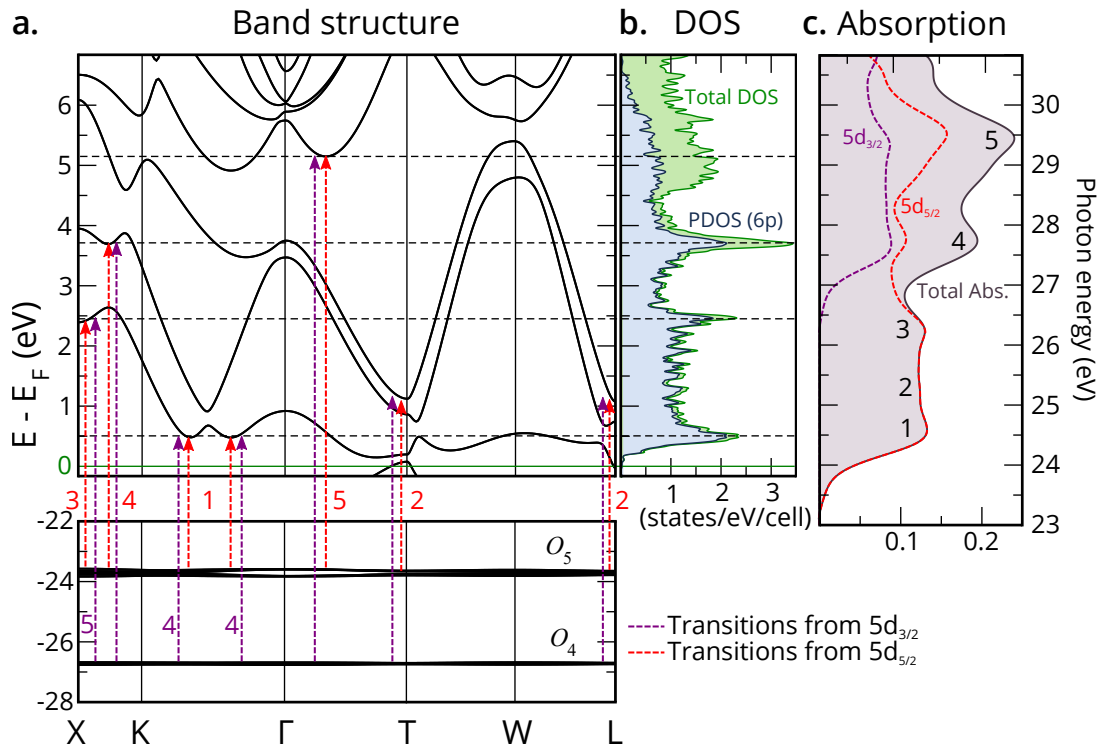 a. Band structure
b. DOS
c. Absorption
E - E_F (eV)
6
5
4
3
2
1
0
3 4 1 5 2 2
-22
-24
-26
-28
O₅
O₄
5 4 4
X K Γ T W L
Total DOS
PDOS (6p)
1 2 3
(states/eV/cell)
5d₃/₂
5d₅/₂
Total Abs.
5
4
3
2
1
30
29
28
27
26
25
24
23
0.1 0.2
Photon energy (eV)
Transitions from 5d₃/₂
Transitions from 5d₅/₂